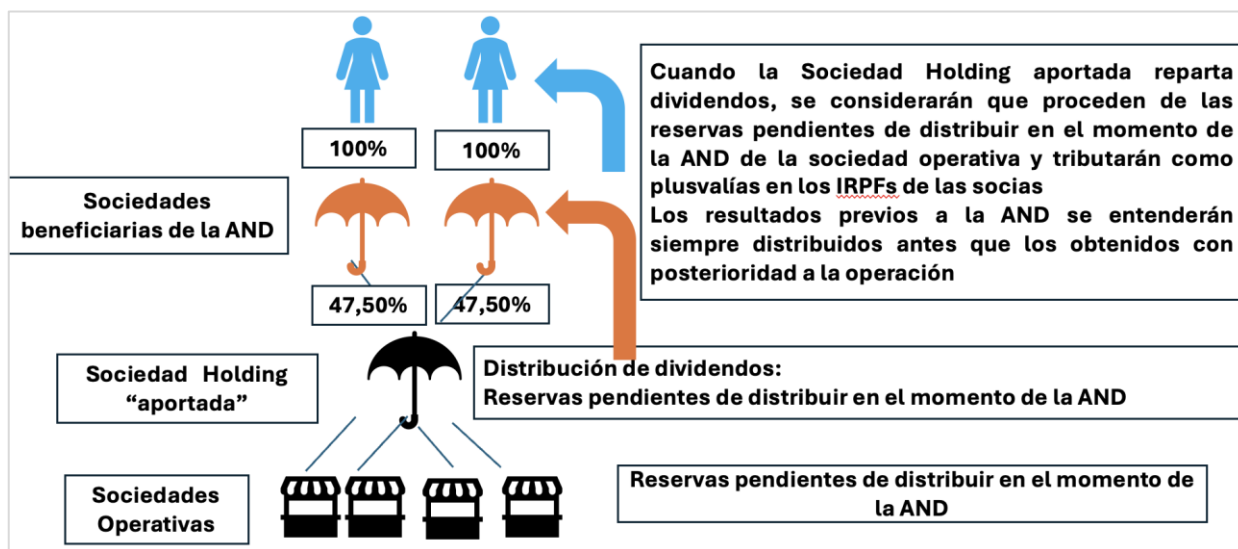 100%
100%
Cuando la Sociedad Holding aportada reparta
dividendos, se considerarán que proceden de las
reservas pendientes de distribuir en el momento de
la AND de la sociedad operativa y tributarán como
plusvalías en los IRPFs de las socias
Los resultados previos a la AND se entenderán
siempre distribuidos antes que los obtenidos con
posterioridad a la operación
Sociedades
beneficiarias de la AND
47,50%
47,50%
Sociedad Holding
“aportada”
Distribución de dividendos:
Reservas pendientes de distribuir en el momento de la AND
Sociedades
Operativas
Reservas pendientes de distribuir en el momento de
la AND